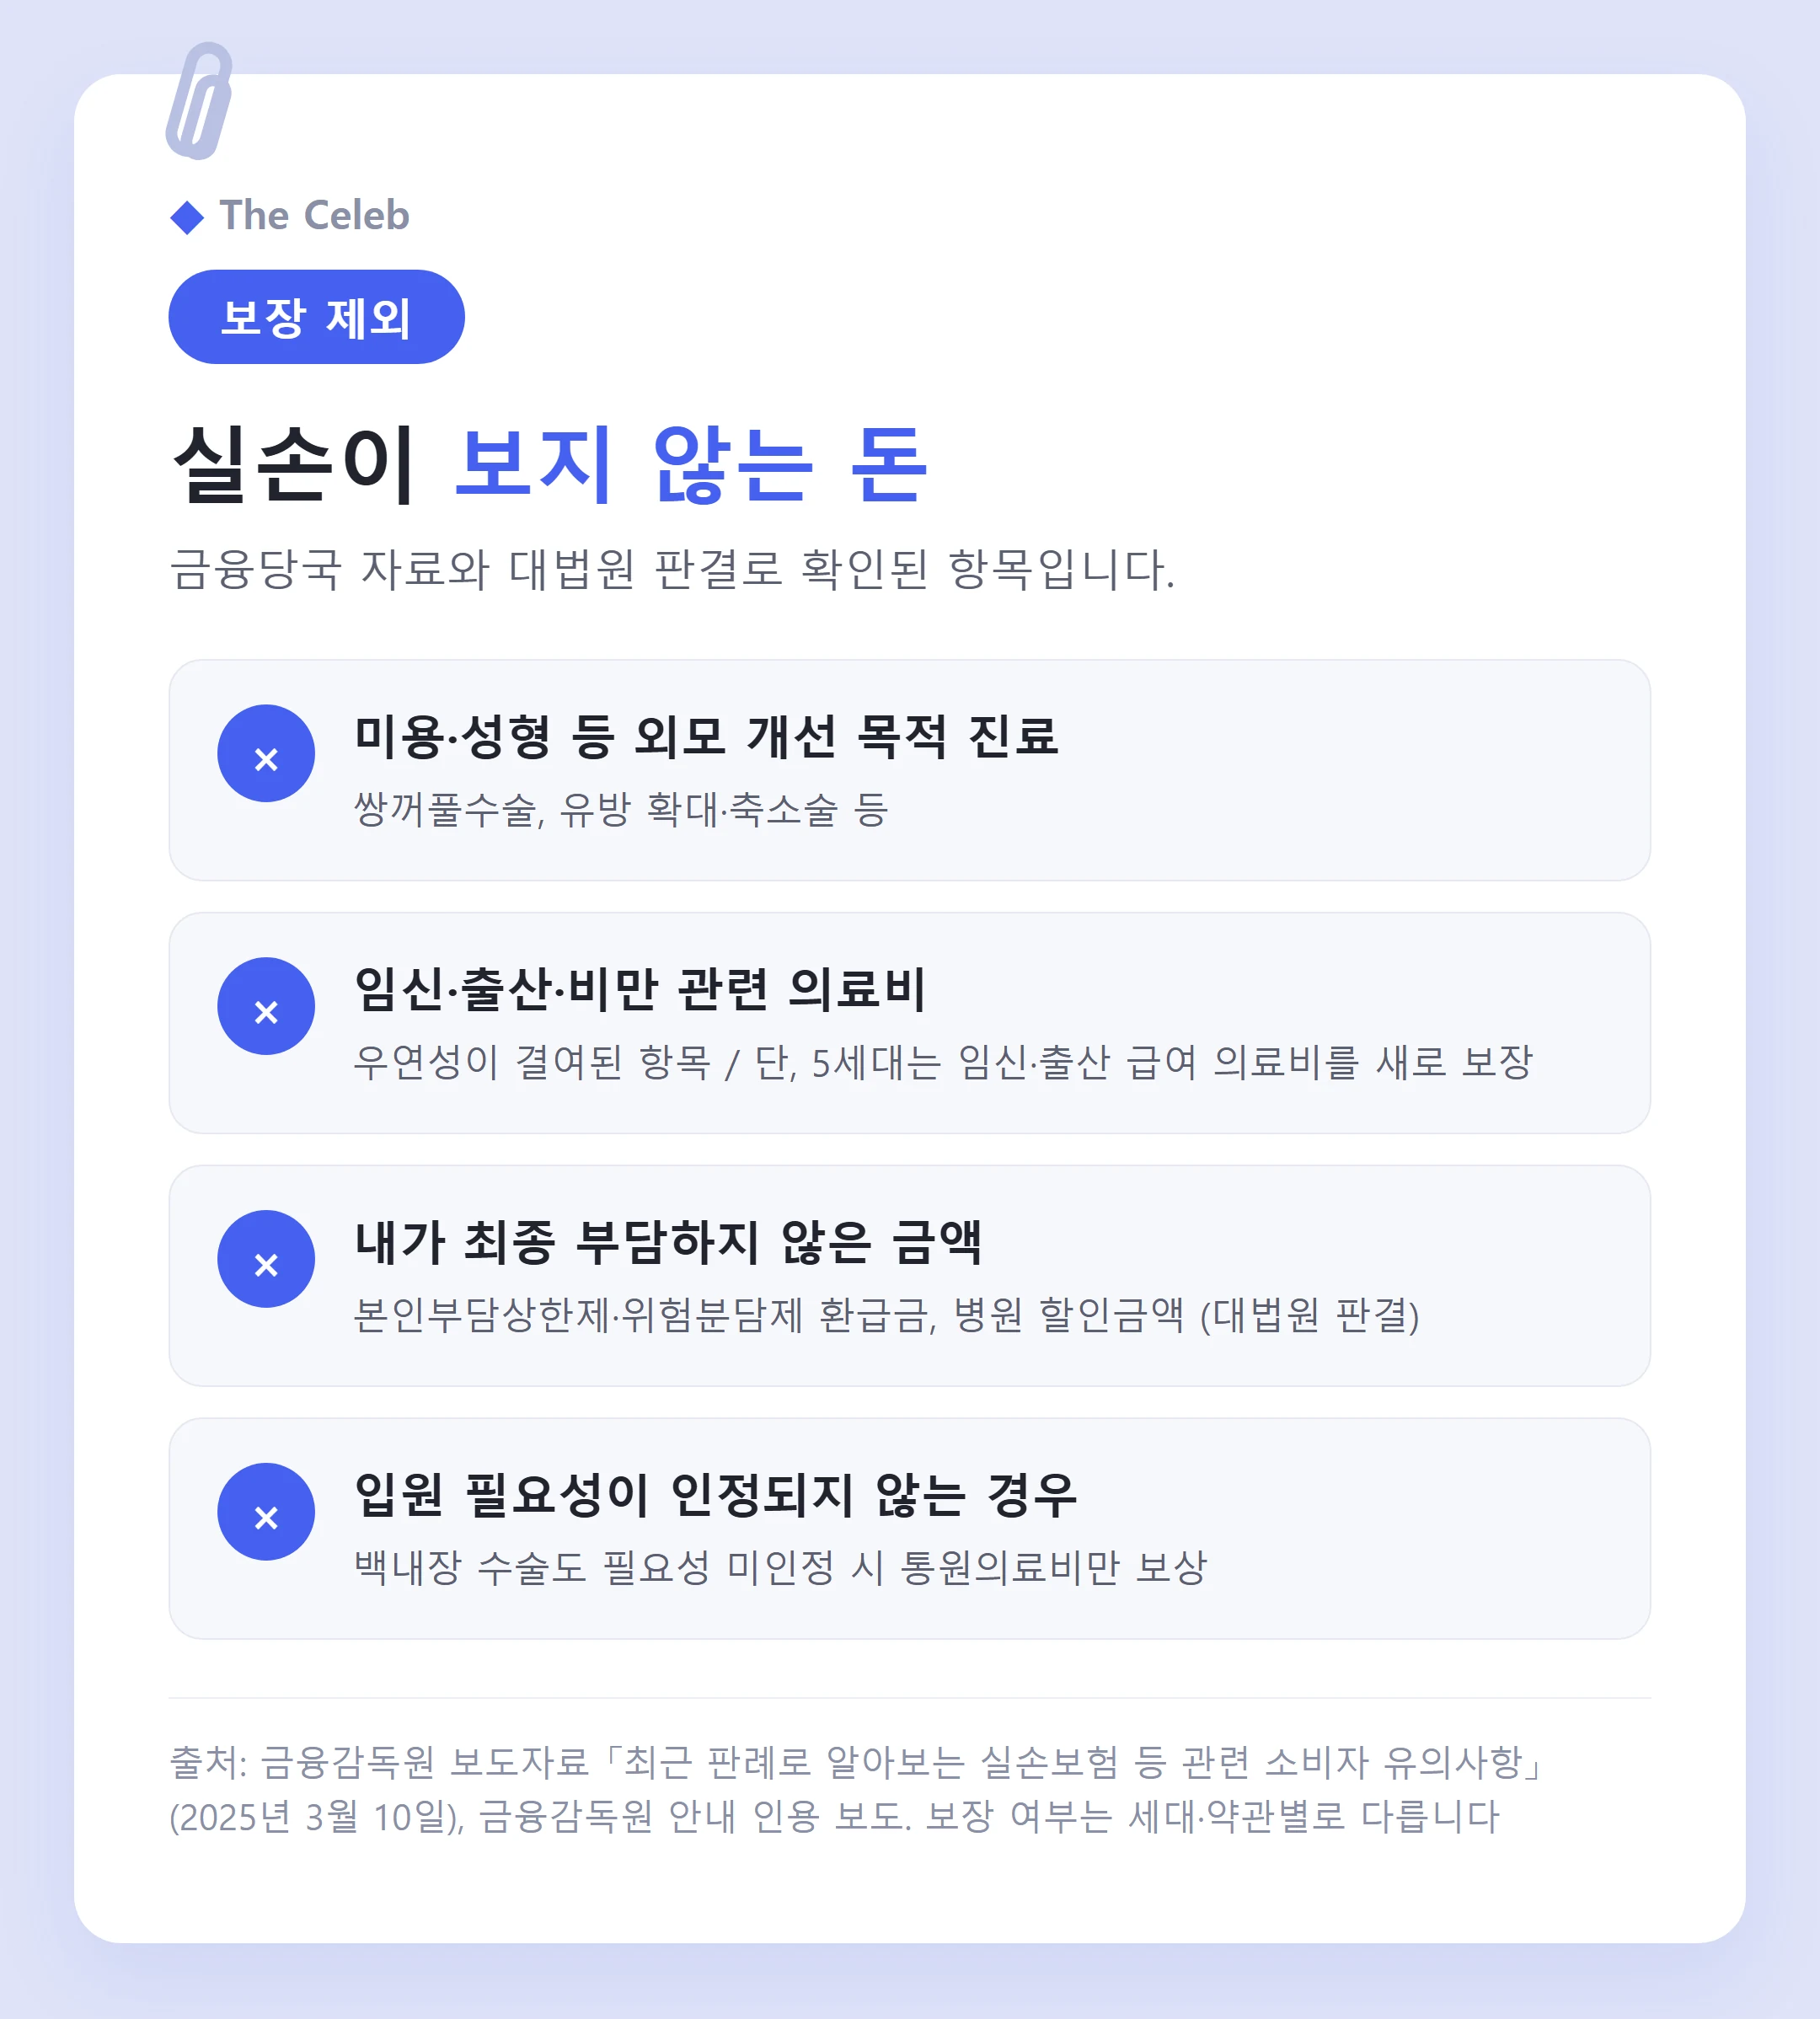 The Celeb
보장 제외
실손이 보지 않는 돈
금융당국 자료와 대법원 판결로 확인된 항목입니다.
× 미용·성형 등 외모 개선 목적 진료
쌍꺼풀수술, 유방 확대·축소술 등
× 임신·출산·비만 관련 의료비
우연성이 결여된 항목 / 단, 5세대는 임신·출산 급여 의료비를 새로 보장
× 내가 최종 부담하지 않은 금액
본인부담상한제·위험분담제 환급금, 병원 할인금액 (대법원 판결)
× 입원 필요성이 인정되지 않는 경우
백내장 수술도 필요성 미인정 시 통원의료비만 보상
출처: 금융감독원 보도자료「최근 판례로 알아보는 실손보험 등 관련 소비자 유의사항」
(2025년 3월 10일), 금융감독원 안내 인용 보도. 보장 여부는 세대·약관별로 다릅니다